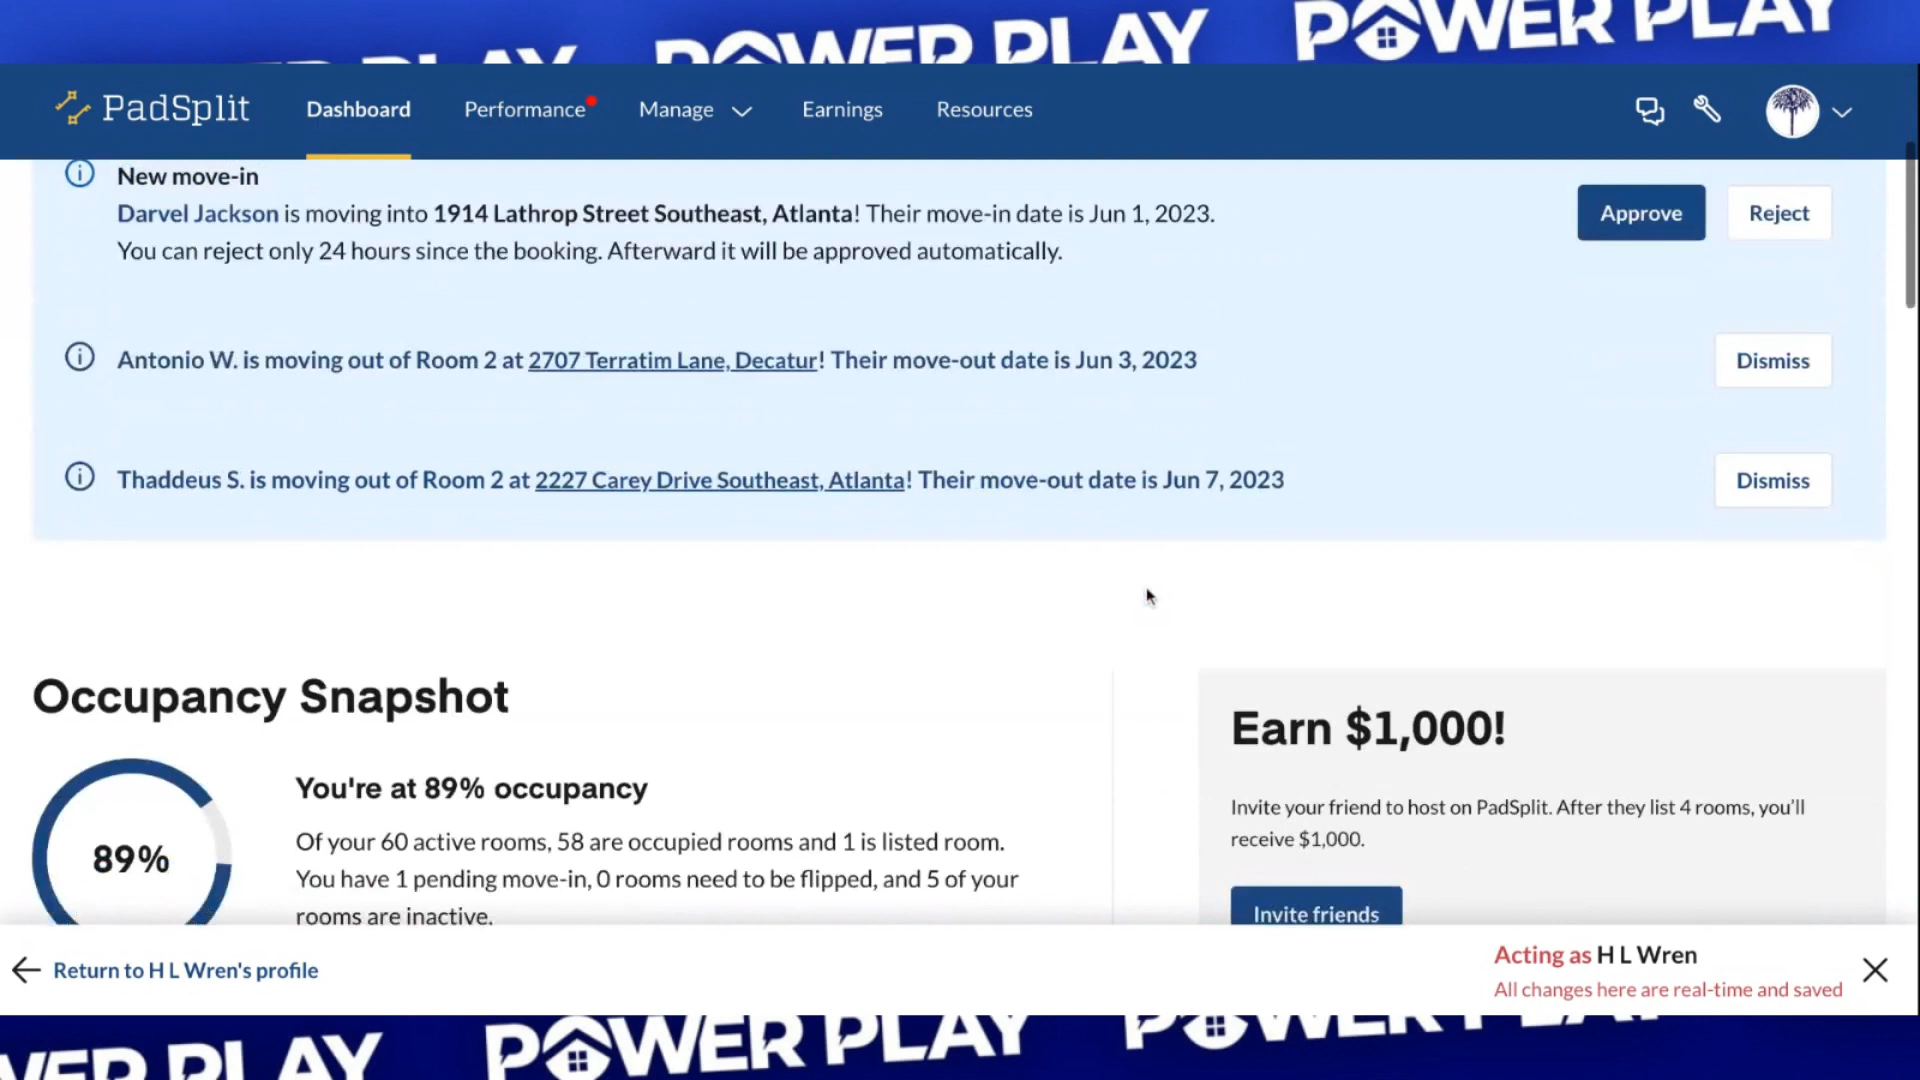 POWER PLAY
POWER PLAY
PadSplit
Dashboard
Performance
Manage
Earnings
Resources
New move-in
Darvel Jackson is moving into 1914 Lathrop Street Southeast, Atlanta! Their move-in date is Jun 1, 2023.
You can reject only 24 hours since the booking. Afterward it will be approved automatically.
Approve
Reject
Antonio W. is moving out of Room 2 at 2707 Terratim Lane, Decatur! Their move-out date is Jun 3, 2023
Dismiss
Thaddeus S. is moving out of Room 2 at 2227 Carey Drive Southeast, Atlanta! Their move-out date is Jun 7, 2023
Dismiss
Occupancy Snapshot
89%
You're at 89% occupancy
Of your 60 active rooms, 58 are occupied rooms and 1 is listed room.
You have 1 pending move-in, 0 rooms need to be flipped, and 5 of your
rooms are inactive.
Earn $1,000!
Invite your friend to host on PadSplit. After they list 4 rooms, you'll
receive $1,000.
Invite friends
Return to H L Wren's profile
Acting as H L Wren
All changes here are real-time and saved
PLAY
POWER PLAY